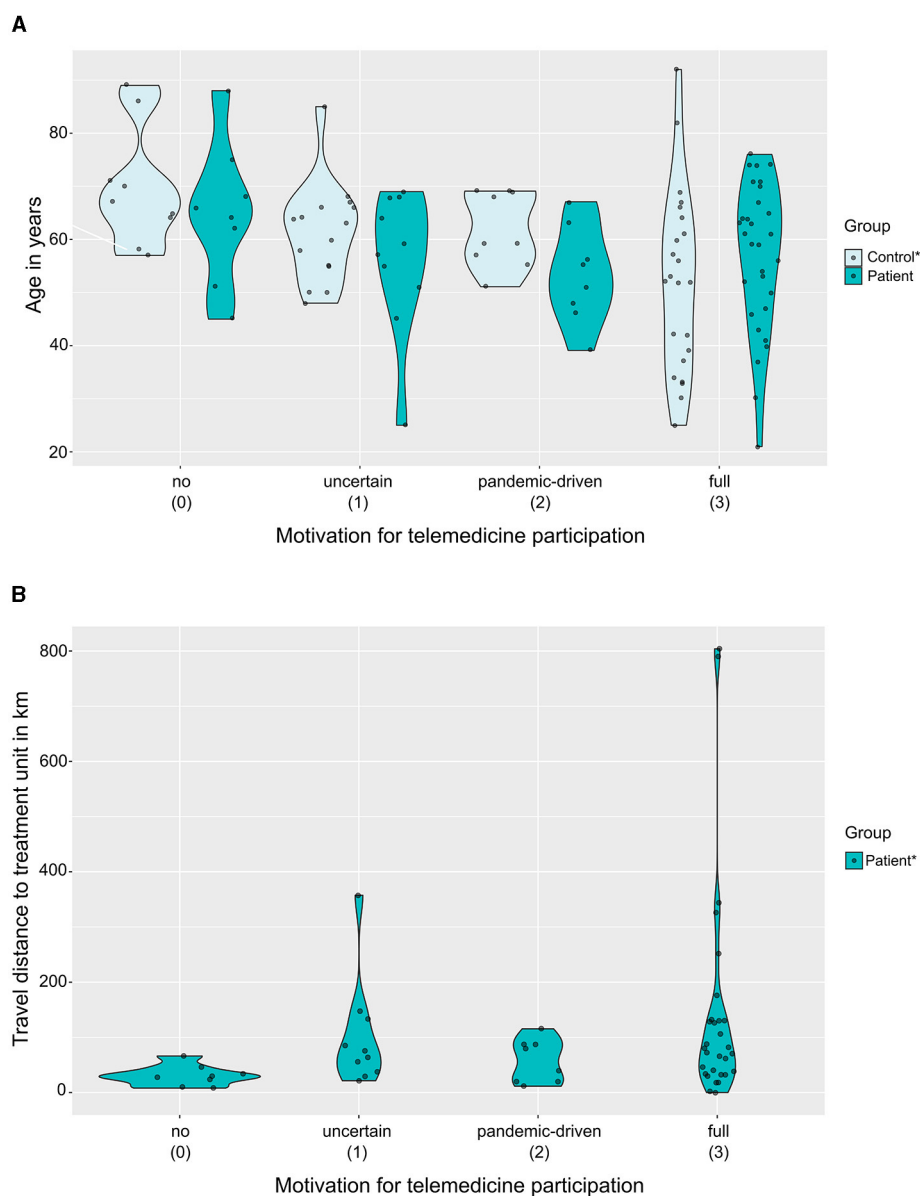 A
Age in years
80
60
40
20
no
(0)
uncertain
(1)
pandemic-driven
(2)
full
(3)
Motivation for telemedicine participation
Group
Control*
Patient
B
Travel distance to treatment unit in km
800
600
400
200
0
no
(0)
uncertain
(1)
pandemic-driven
(2)
full
(3)
Motivation for telemedicine participation
Group
Patient*